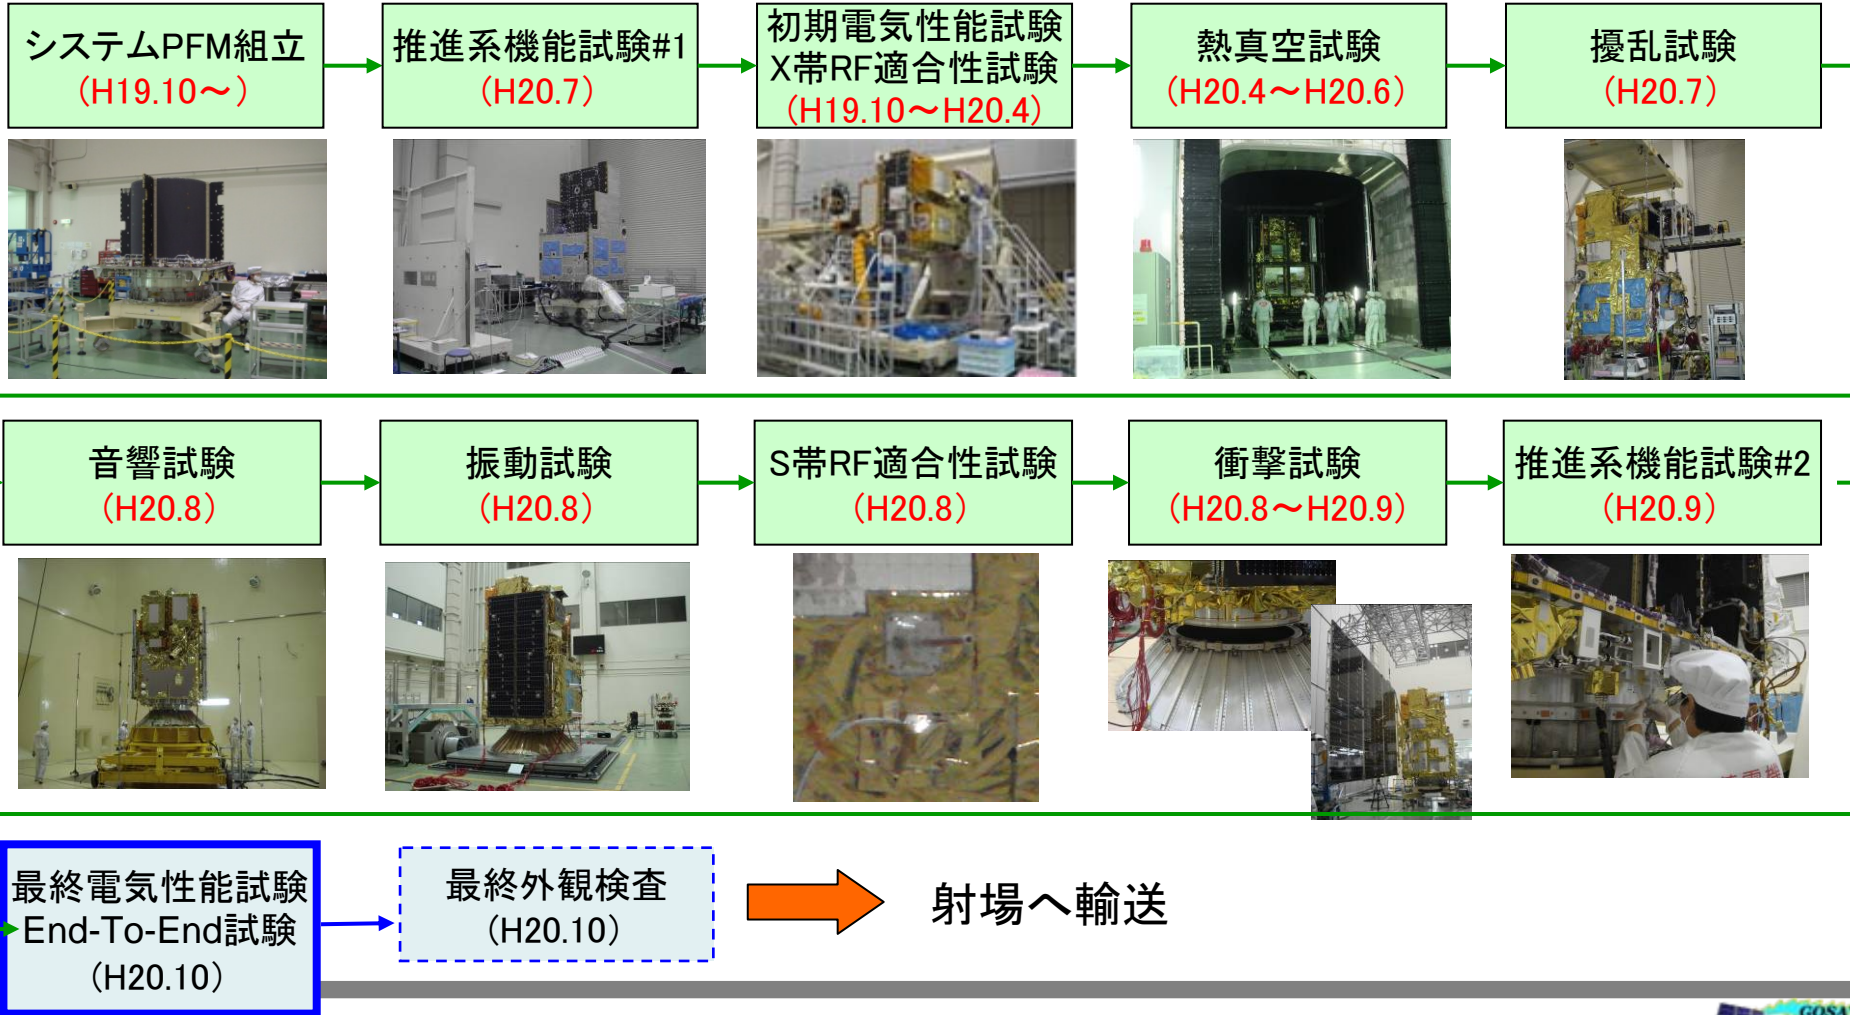 システムPFM組立
(H19.10～)
推進系機能試験#1
(H20.7)
初期電気性能試験
X帯RF適合性試験
(H19.10～H20.4)
熱真空試験
(H20.4～H20.6)
擾乱試験
(H20.7)
音響試験
(H20.8)
振動試験
(H20.8)
S帯RF適合性試験
(H20.8)
衝撃試験
(H20.8～H20.9)
推進系機能試験#2
(H20.9)
最終電気性能試験
End-To-End試験
(H20.10)
最終外観検査
(H20.10)
射場へ輸送